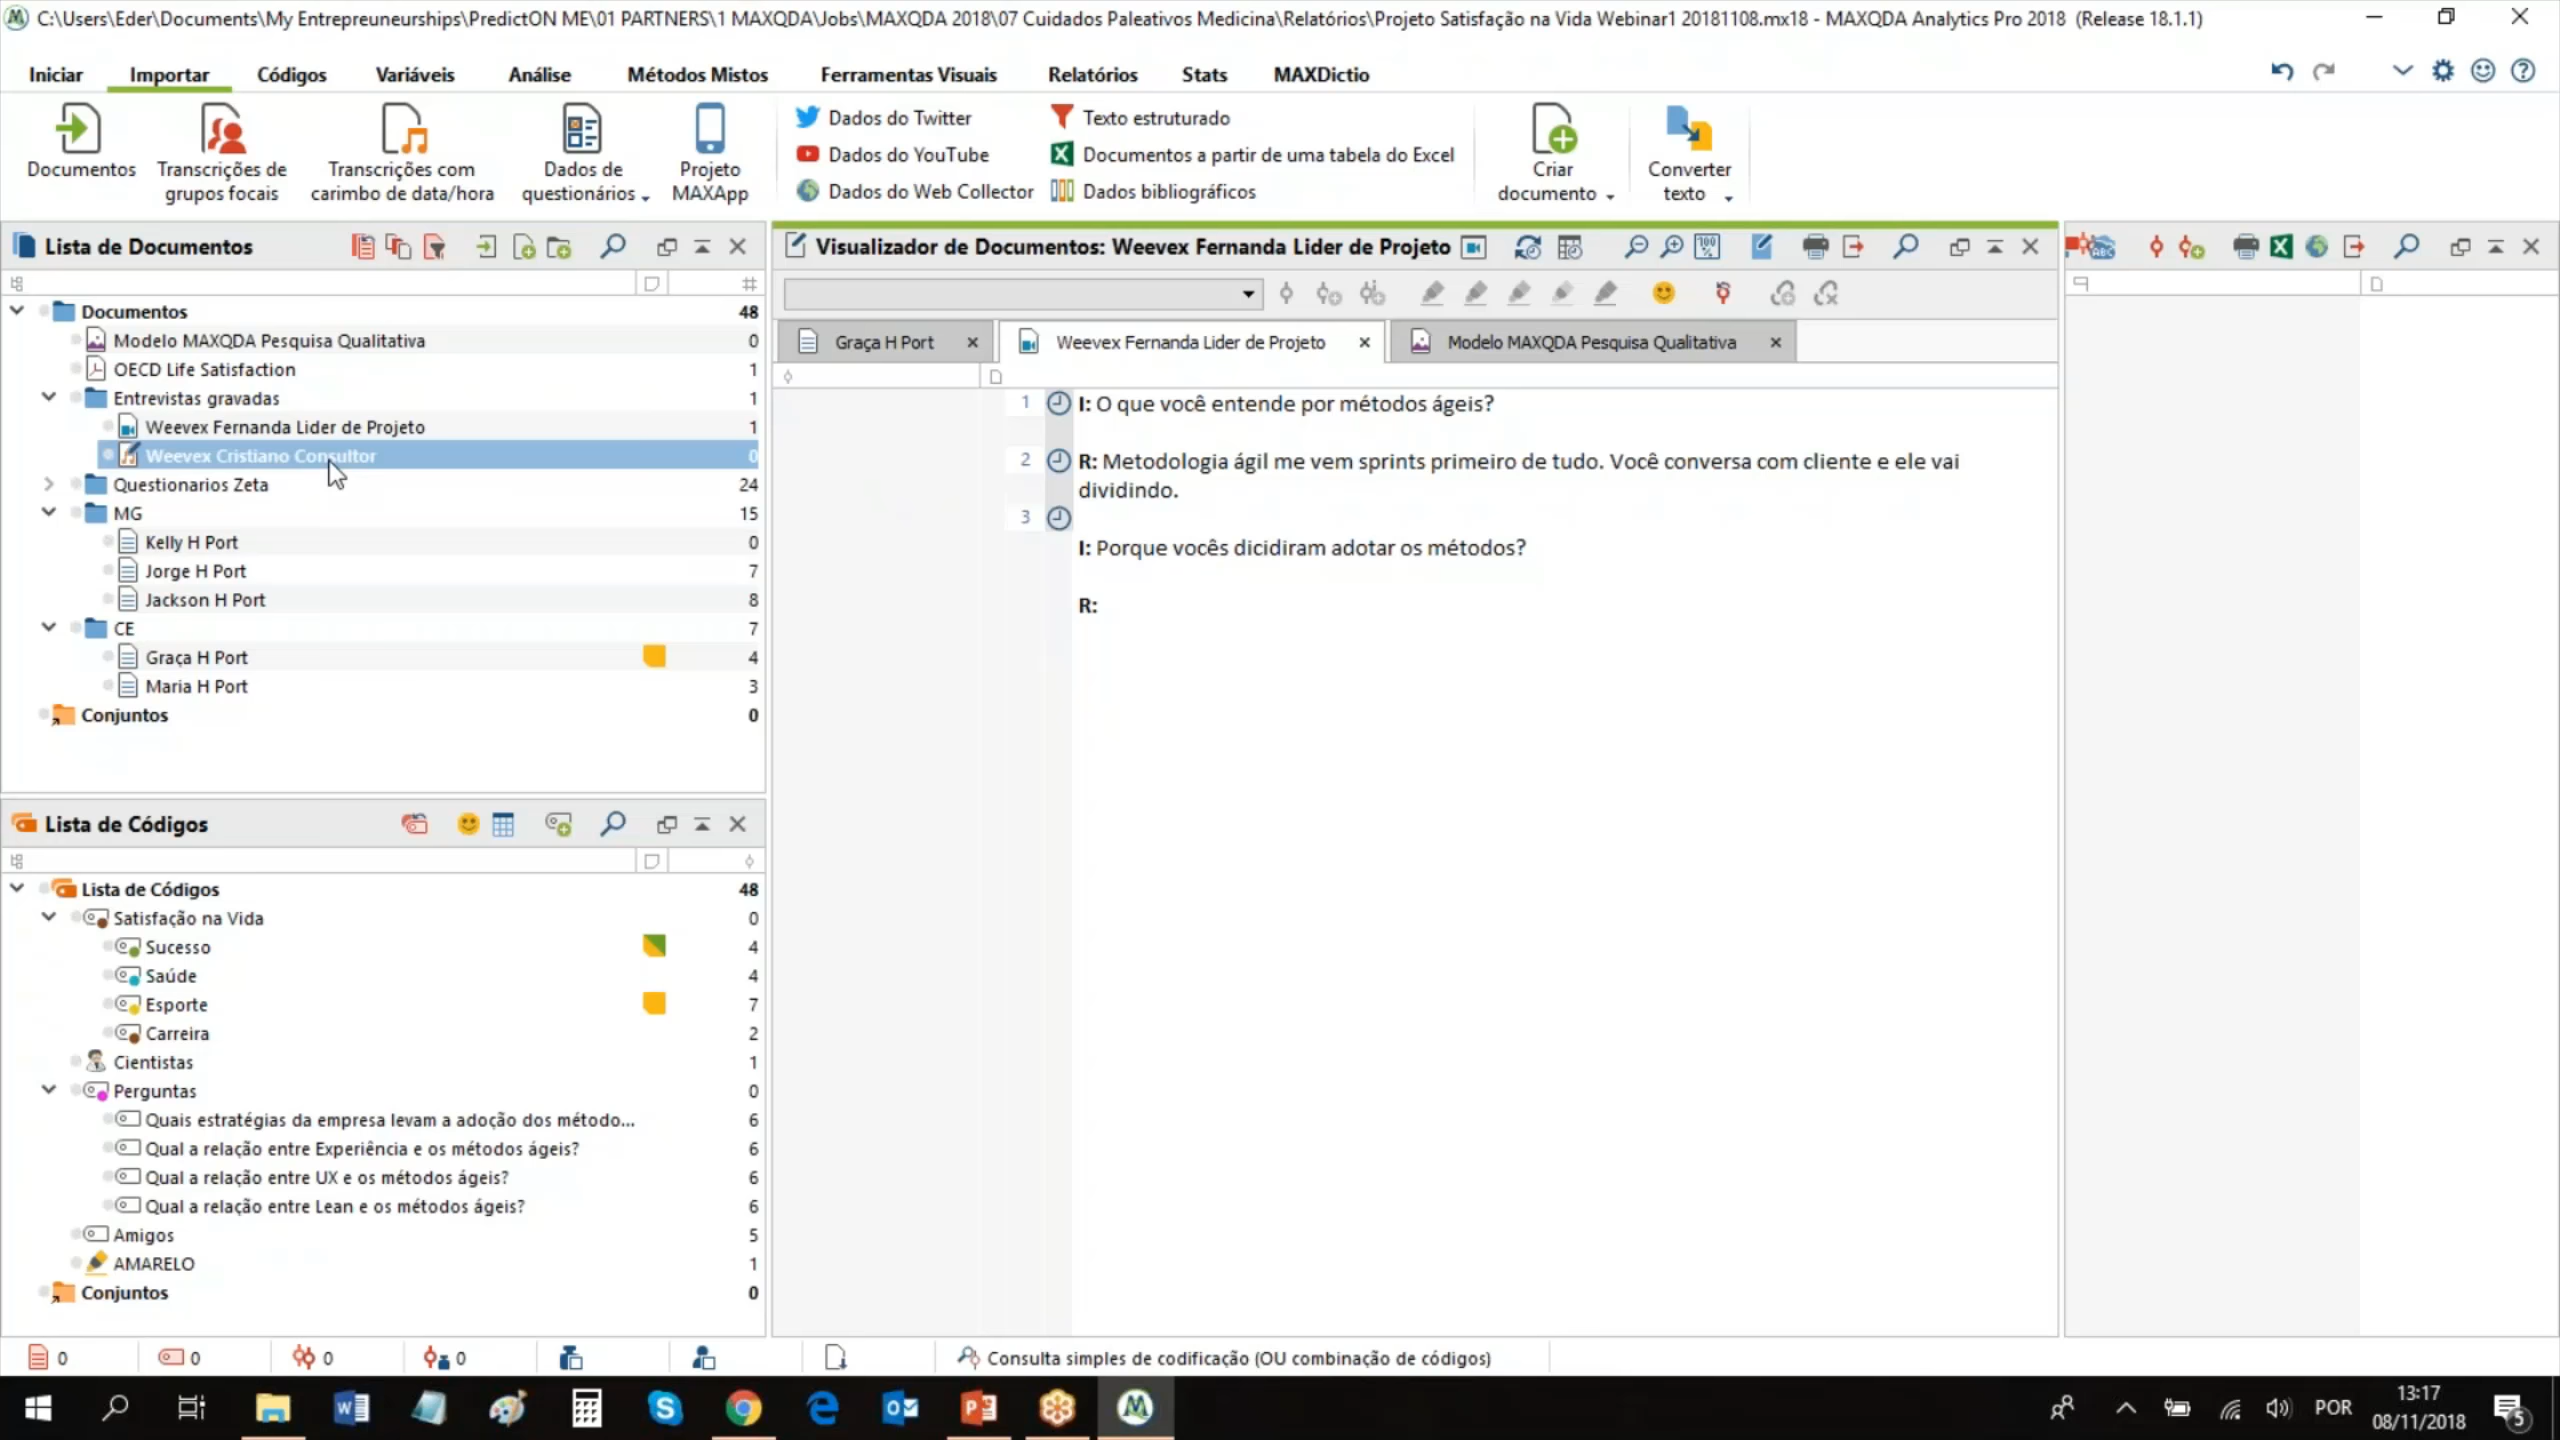 C:\Users\Eder\Documents\My Entrepreuneurships\PredictON ME\01 PARTNERS\1 MAXQDA\Jobs\MAXQDA 2018\07 Cuidados Paleativos Medicina\Relatórios\Projeto Satisfação na Vida Webinar1 20181108.mx18 - MAXQDA Analytics Pro 2018 (Release 18.1.1)
Iniciar Importar Códigos Variáveis Análise Métodos Mistos Ferramentas Visuais Relatórios Stats MAXDictio
Documentos
Transcrições de
grupos focais
Transcrições com
carimbo de data/hora
Dados de
questionários
Projeto
MAXApp
Dados do Twitter
Dados do YouTube
Dados do Web Collector
Texto estruturado
Documentos a partir de uma tabela do Excel
Dados bibliográficos
Criar
documento
Converter
texto
Lista de Documentos
Documentos 48
Modelo MAXQDA Pesquisa Qualitativa 0
OECD Life Satisfaction 1
Entrevistas gravadas 1
Weevex Fernanda Lider de Projeto 1
Weevex Cristiano Consultor 0
Questionarios Zeta 24
MG 15
Kelly H Port 0
Jorge H Port 7
Jackson H Port 8
CE 7
Graça H Port 4
Maria H Port 3
Conjuntos 0
Lista de Códigos
Lista de Códigos 48
Satisfação na Vida 0
Sucesso 4
Saúde 4
Esporte 7
Carreira 2
Cientistas 1
Perguntas 0
Quais estratégias da empresa levam a adoção dos método... 6
Qual a relação entre Experiência e os métodos ágeis? 6
Qual a relação entre UX e os métodos ágeis? 6
Qual a relação entre Lean e os métodos ágeis? 6
Amigos 5
AMARELO 1
Conjuntos 0
Visualizador de Documentos: Weevex Fernanda Lider de Projeto
100%
Graça H Port
Weevex Fernanda Lider de Projeto
Modelo MAXQDA Pesquisa Qualitativa
1 I: O que você entende por métodos ágeis?
2 R: Metodologia ágil me vem sprints primeiro de tudo. Você conversa com cliente e ele vai
dividindo.
3
I: Porque vocês dicidiram adotar os métodos?
R:
0 0 0 0
Consulta simples de codificação (OU combinação de códigos)
POR
13:17
08/11/2018
5